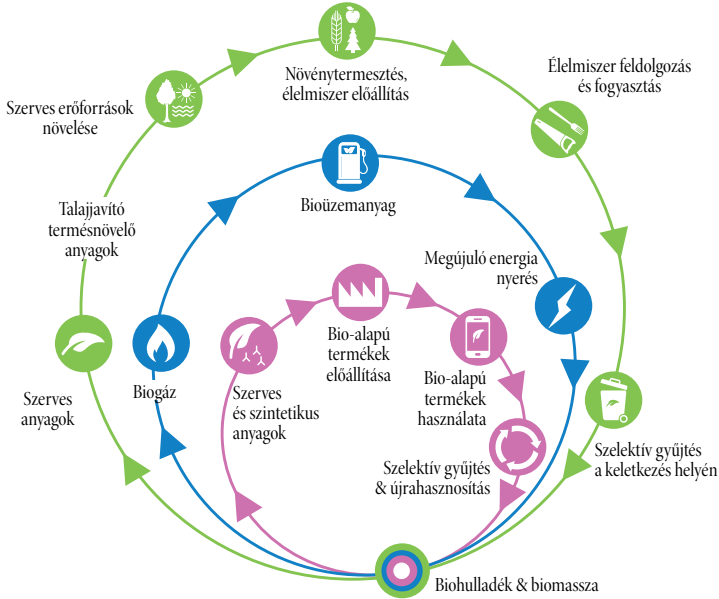 Növénytermesztés,
élelmiszer előállítás
Élelmiszer feldolgozás
és fogyasztás
Szerves erőforrások
növelése
Talajjavító
termésnövelő
anyagok
Bioüzemanyag
Megújuló energia
nyerés
Bio-alapú
termékek
előállítása
Bio-alapú
termékek
használata
Szerves
anyagok
Biogáz
Szerves
és szintetikus
anyagok
Szelektív gyűjtés
& újrahasznosítás
Szelektív gyűjtés
a keletkezés helyén
Biohulladék & biomassza